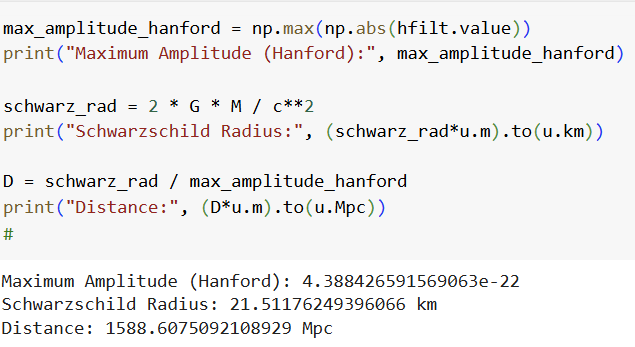 max_amplitude_hanford = np.max(np.abs(hfilt.value))
print("Maximum Amplitude (Hanford):", max_amplitude_hanford)
schwarz_rad = 2 * G * M / c**2
print("Schwarzschild Radius:", (schwarz_rad*u.m).to(u.km))
D = schwarz_rad / max_amplitude_hanford
print("Distance:", (D*u.m).to(u.Mpc))
#
Maximum Amplitude (Hanford): 4.388426591569063e-22
Schwarzschild Radius: 21.51176249396066 km
Distance: 1588.6075092108929 Mpc